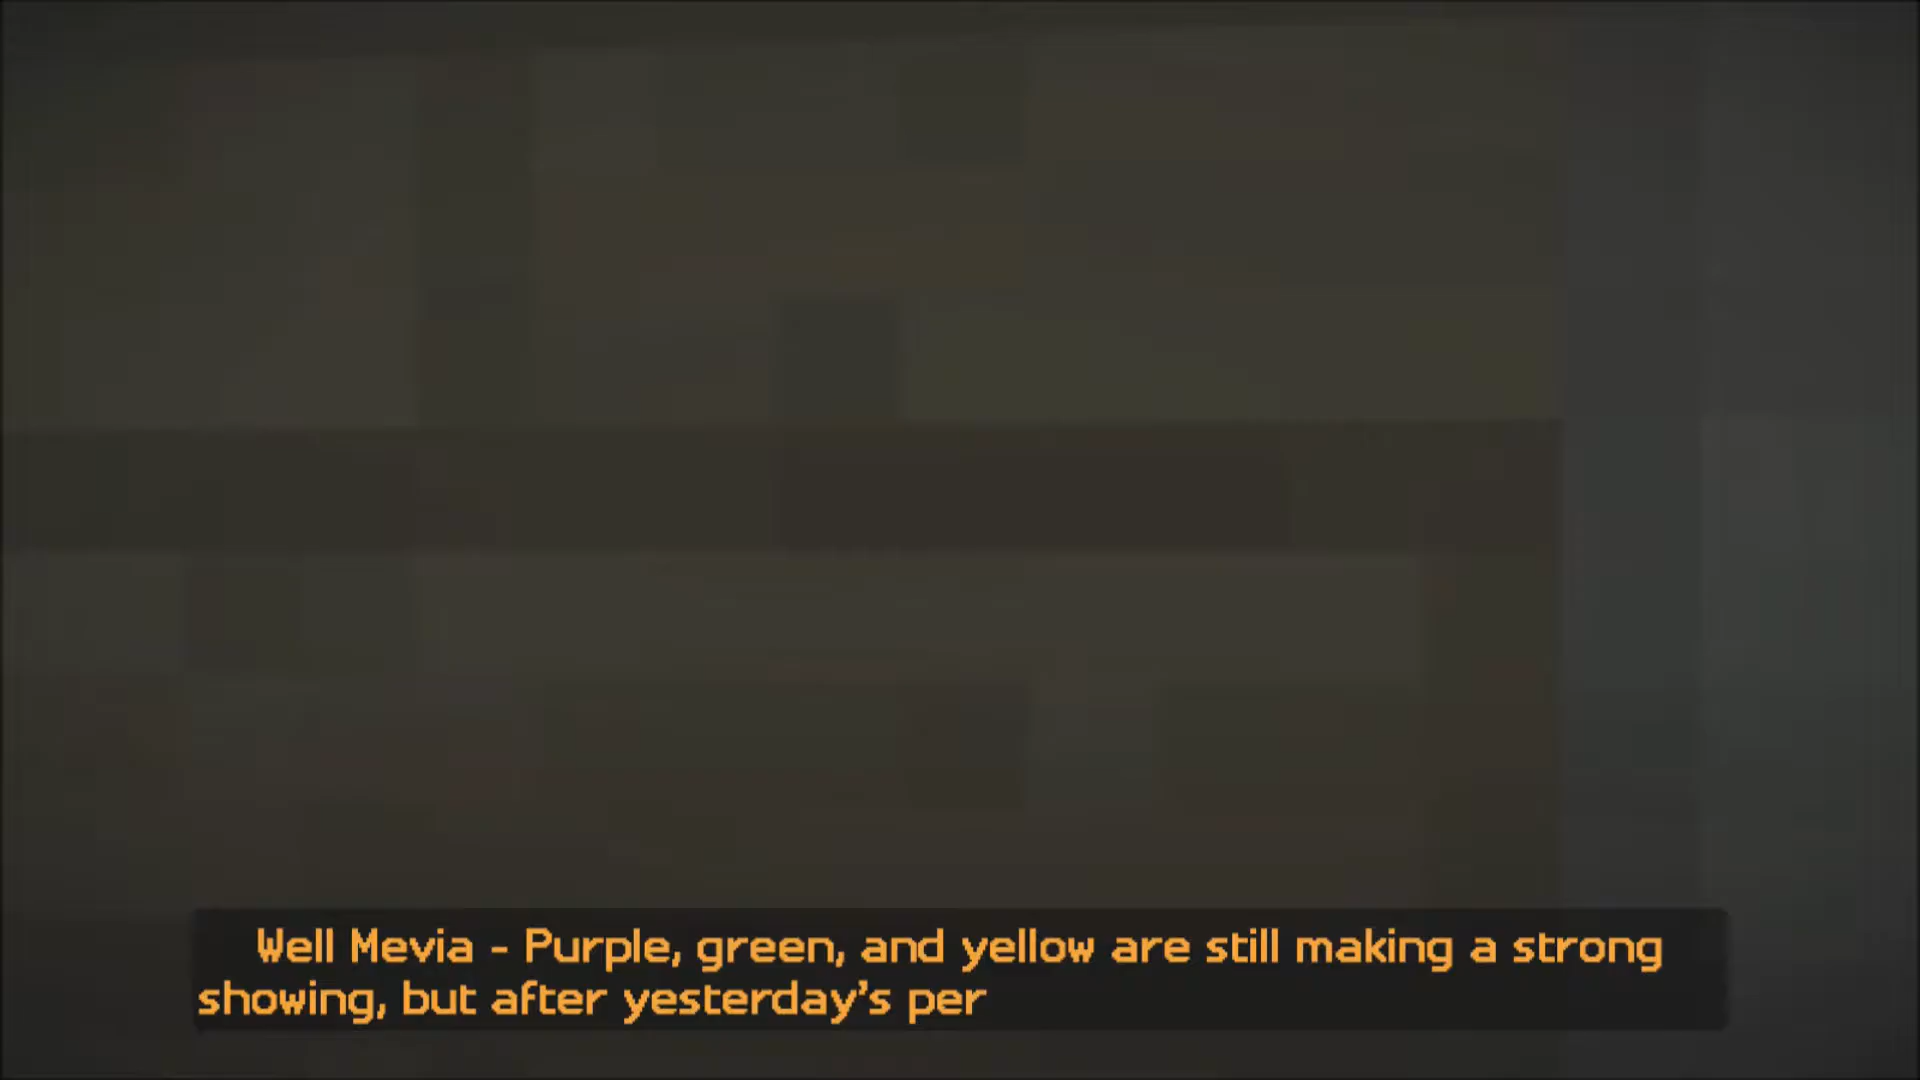 Well Mevia - Purple, green, and yellow are still making a strong
showing, but after yesterday's per